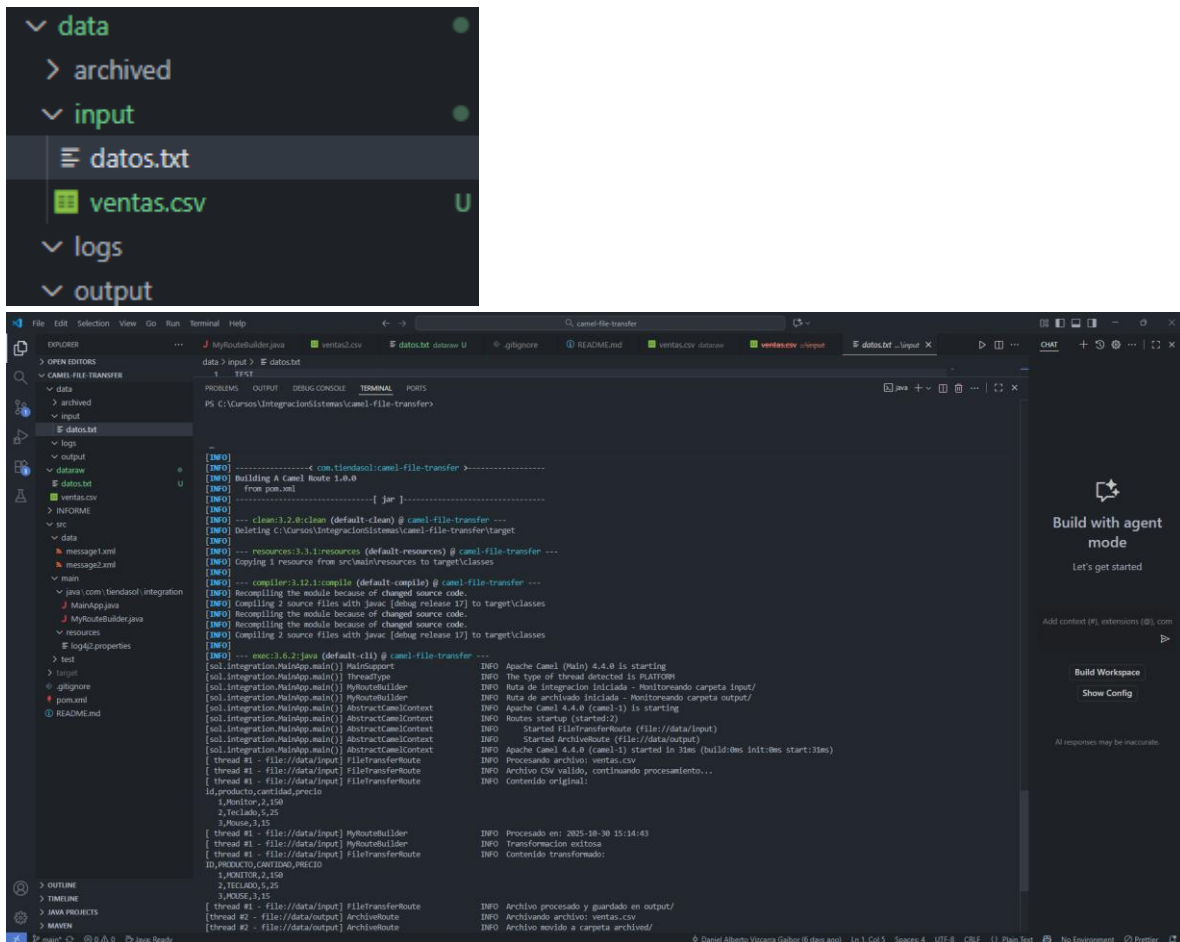 data
archived
input
datos.txt
ventas.csv U
logs
output
File Edit Selection View Go Run Terminal Help
camel-file-transfer
EXPLORER
MyRouteBuilder.java ventas2.csv datos.txt dataraw U .gitignore README.md ventas.csv dataraw ventas.csv ...\input datos.txt ...\input
CHAT
OPEN EDITORS
data > input > datos.txt
CAMEL-FILE-TRANSFER
1 TEST
data
archived
input
datos.txt
logs
output
dataraw
datos.txt U
ventas.csv
INFORME
src
data
message1.xml
message2.xml
main
java\com\tiendasol\integration
MainApp.java
MyRouteBuilder.java
resources
log4j2.properties
test
target
.gitignore
pom.xml
README.md
OUTLINE
TIMELINE
JAVA PROJECTS
MAVEN
PROBLEMS OUTPUT DEBUG CONSOLE TERMINAL PORTS
java
PS C:\Cursos\IntegracionSistemas\camel-file-transfer>
[INFO]
[INFO] -----------------< com.tiendasol:camel-file-transfer >------------------
[INFO] Building A Camel Route 1.0.0
[INFO]   from pom.xml
[INFO] --------------------------------[ jar ]---------------------------------
[INFO]
[INFO] --- clean:3.2.0:clean (default-clean) @ camel-file-transfer ---
[INFO] Deleting C:\Cursos\IntegracionSistemas\camel-file-transfer\target
[INFO]
[INFO] --- resources:3.3.1:resources (default-resources) @ camel-file-transfer ---
[INFO] Copying 1 resource from src\main\resources to target\classes
[INFO]
[INFO] --- compiler:3.12.1:compile (default-compile) @ camel-file-transfer ---
[INFO] Recompiling the module because of changed source code.
[INFO] Compiling 2 source files with javac [debug release 17] to target\classes
[INFO] Recompiling the module because of changed source code.
[INFO] Recompiling the module because of changed source code.
[INFO] Compiling 2 source files with javac [debug release 17] to target\classes
[INFO]
[INFO] --- exec:3.6.2:java (default-cli) @ camel-file-transfer ---
[sol.integration.MainApp.main()] MainSupport INFO Apache Camel (Main) 4.4.0 is starting
[sol.integration.MainApp.main()] ThreadType INFO The type of thread detected is PLATFORM
[sol.integration.MainApp.main()] MyRouteBuilder INFO Ruta de integracion iniciada - Monitoreando carpeta input/
[sol.integration.MainApp.main()] MyRouteBuilder INFO Ruta de archivado iniciada - Monitoreando carpeta output/
[sol.integration.MainApp.main()] AbstractCamelContext INFO Apache Camel 4.4.0 (camel-1) is starting
[sol.integration.MainApp.main()] AbstractCamelContext INFO Routes startup (started:2)
[sol.integration.MainApp.main()] AbstractCamelContext INFO Started FileTransferRoute (file://data/input)
[sol.integration.MainApp.main()] AbstractCamelContext INFO Started ArchiveRoute (file://data/output)
[sol.integration.MainApp.main()] AbstractCamelContext INFO Apache Camel 4.4.0 (camel-1) started in 31ms (build:0ms init:0ms start:31ms)
[ thread #1 - file://data/input] FileTransferRoute INFO Procesando archivo: ventas.csv
[ thread #1 - file://data/input] FileTransferRoute INFO Archivo CSV valido, continuando procesamiento...
[ thread #1 - file://data/input] FileTransferRoute INFO Contenido original:
id,producto,cantidad,precio
1,Monitor,2,150
2,Teclado,5,25
3,Mouse,3,15
[ thread #1 - file://data/input] MyRouteBuilder INFO Procesado en: 2025-10-30 15:14:43
[ thread #1 - file://data/input] MyRouteBuilder INFO Transformacion exitosa
[ thread #1 - file://data/input] FileTransferRoute INFO Contenido transformado:
ID,PRODUCTO,CANTIDAD,PRECIO
1,MONITOR,2,150
2,TECLADO,5,25
3,MOUSE,3,15
[ thread #1 - file://data/input] FileTransferRoute INFO Archivo procesado y guardado en output/
[thread #2 - file://data/output] ArchiveRoute INFO Archivando archivo: ventas.csv
[thread #2 - file://data/output] ArchiveRoute INFO Archivo movido a carpeta archived/
Build with agent
mode
Let's get started
Add context (#), extensions (@), com
Build Workspace
Show Config
AI responses may be inaccurate.
main* 0 0 Java: Ready
Daniel Alberto Vizcarra Gaibor (6 days ago) Ln 1, Col 5 Spaces: 4 UTF-8 CRLF Plain Text No Environment Prettier